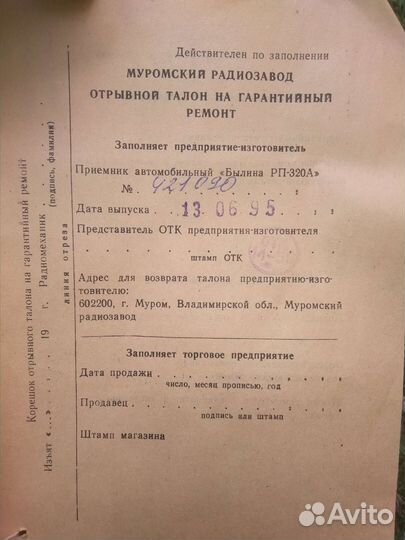 Действителен по заполнении
МУРОМСКИЙ РАДИОЗАВОД
ОТРЫВНОЙ ТАЛОН НА ГАРАНТИЙНЫЙ
РЕМОНТ
Заполняет предприятие-изготовитель
Приемник автомобильный «Былина РП-320А»
№ 421090
Дата выпуска 13 06 95
Представитель ОТК предприятия-изготовителя
штамп ОТК
Адрес для возврата талона предприятию-изго-
товителю:
602200, г. Муром, Владимирской обл., Муромский
радиозавод
Заполняет торговое предприятие
Дата продажи
число, месяц прописью, год
Продавец
подпись или штамп
Штамп магазина
Корешок отрывного талона на гарантийный ремонт
Изъят «...» 19 г. Радиомеханик
(подпись, фамилия)
линия отреза
Avito